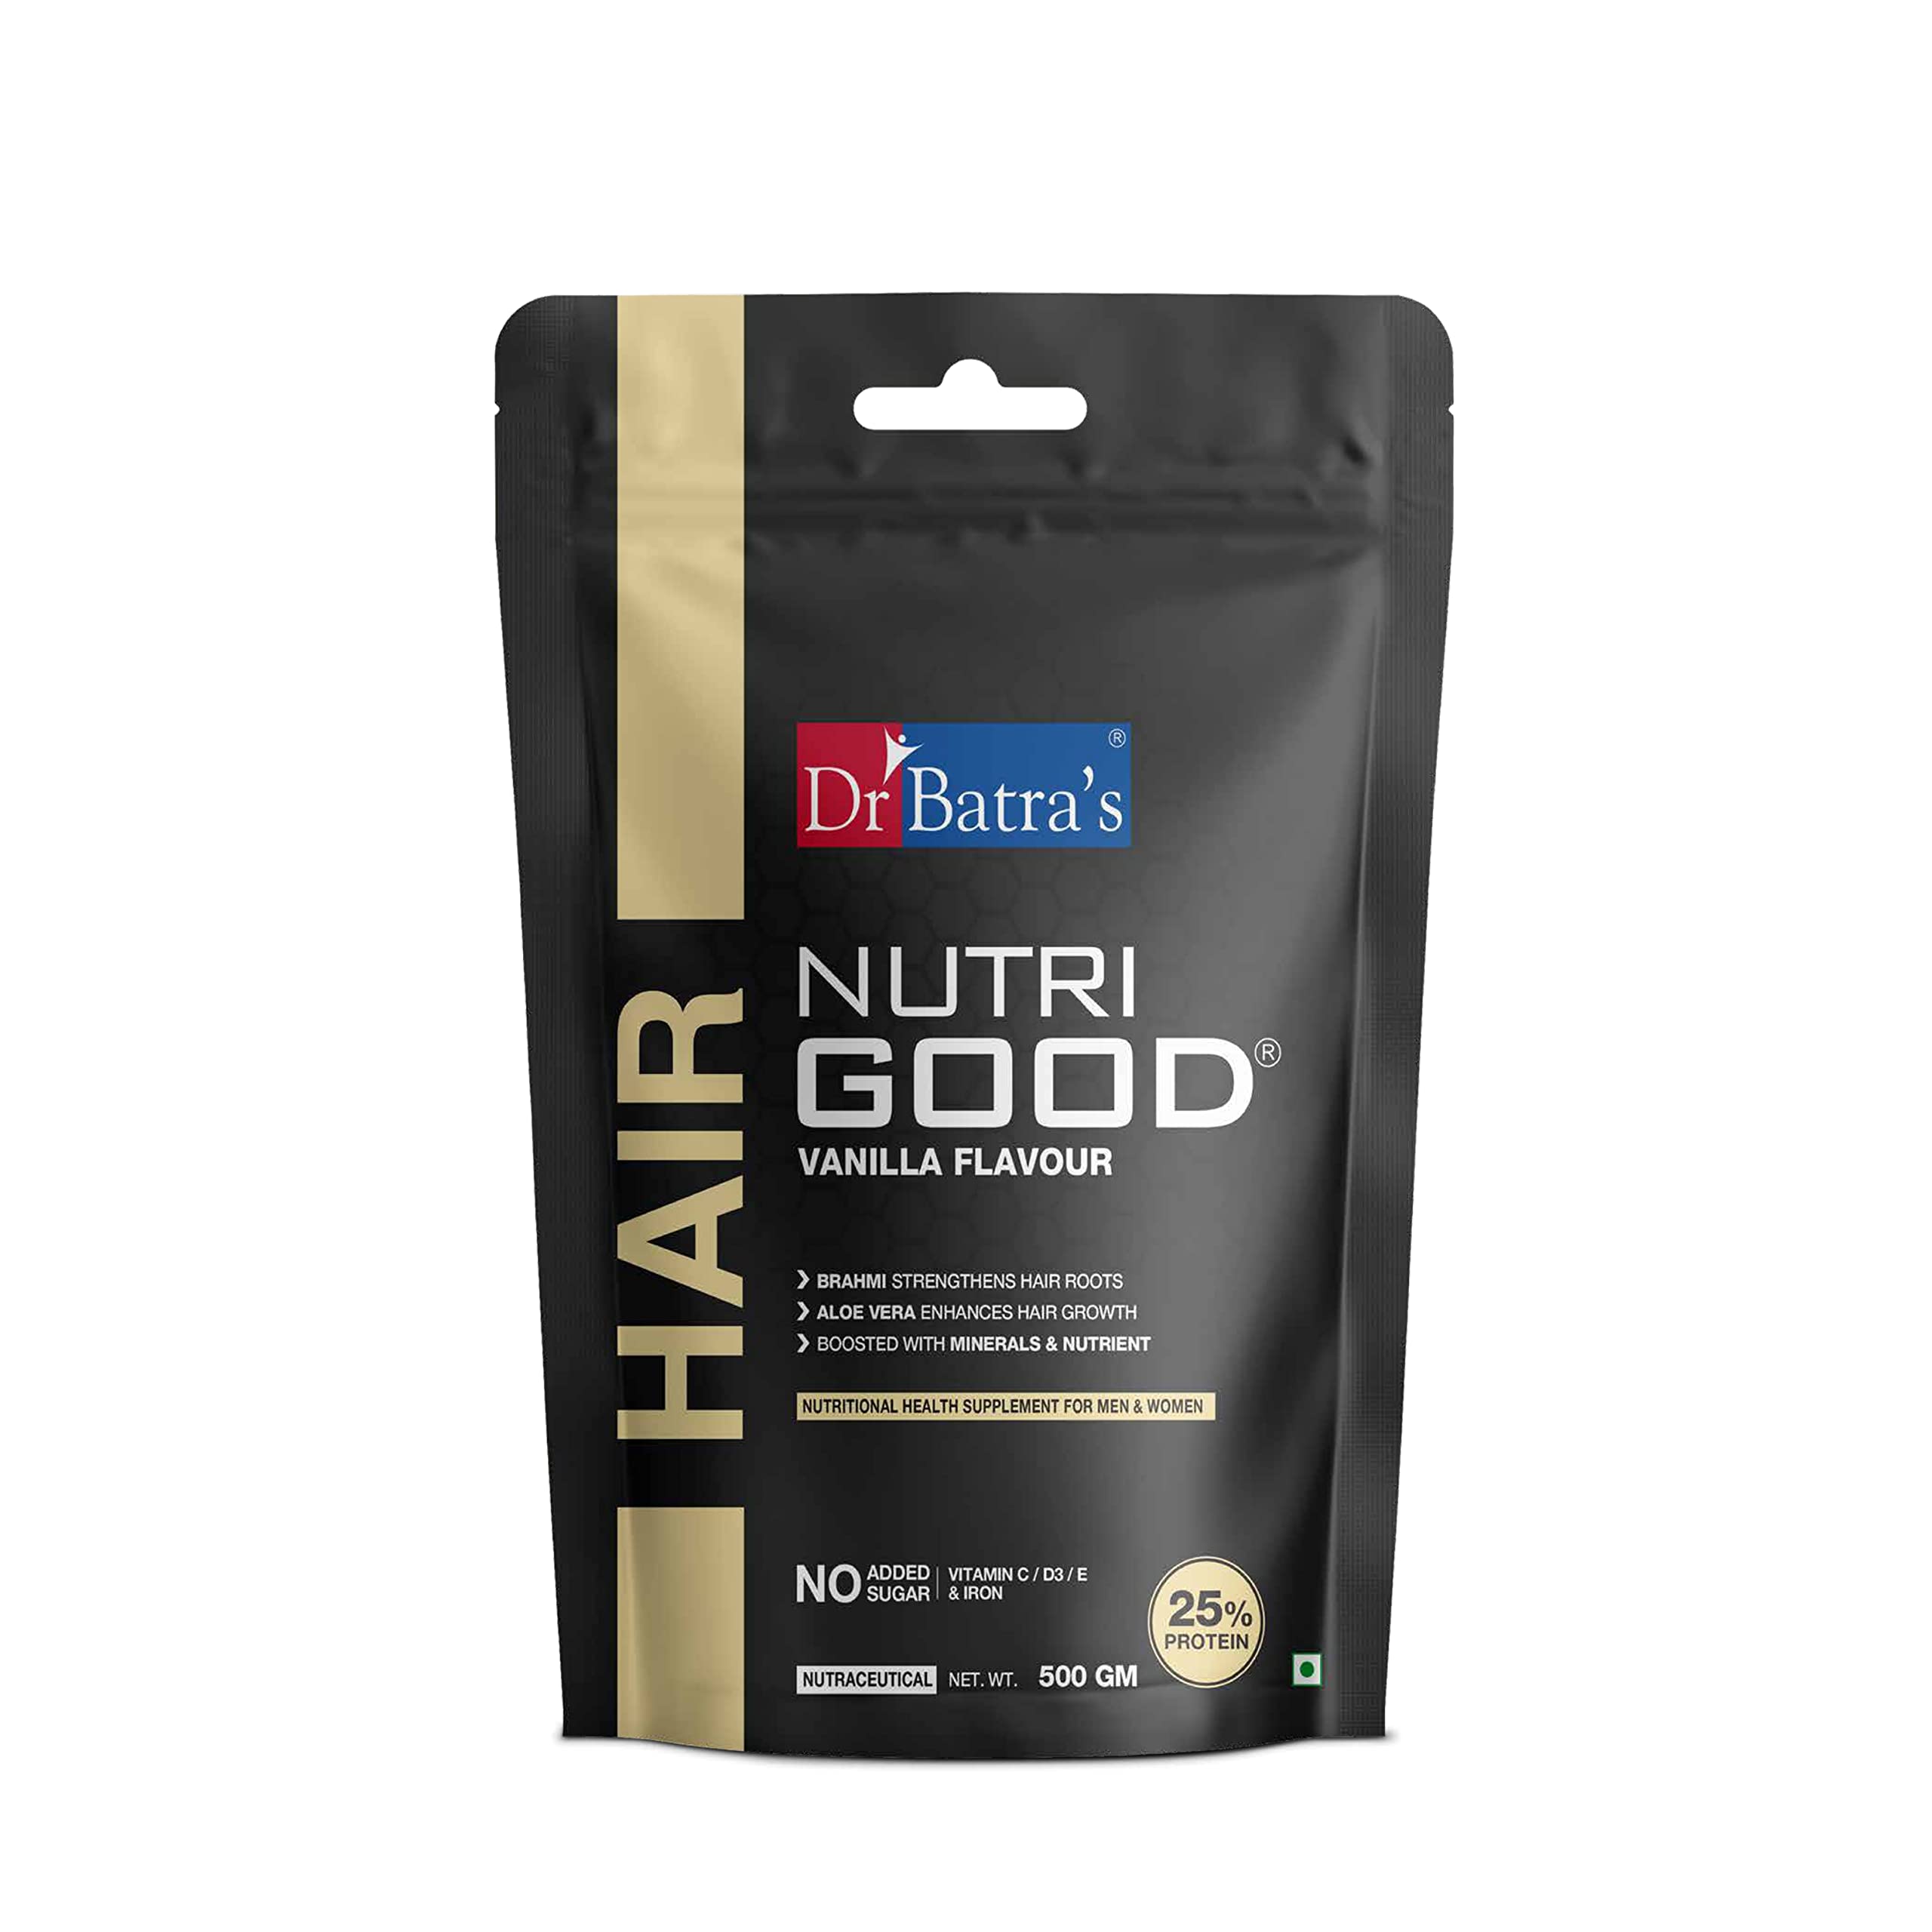 Dr Batra's®
HAIR
NUTRI
GOOD®
VANILLA FLAVOUR
❯ BRAHMI STRENGTHENS HAIR ROOTS
❯ ALOE VERA ENHANCES HAIR GROWTH
❯ BOOSTED WITH MINERALS & NUTRIENT
NUTRITIONAL HEALTH SUPPLEMENT FOR MEN & WOMEN
NO ADDED SUGAR | VITAMIN C / D3 / E & IRON
25% PROTEIN
NUTRACEUTICAL NET. WT. 500 GM